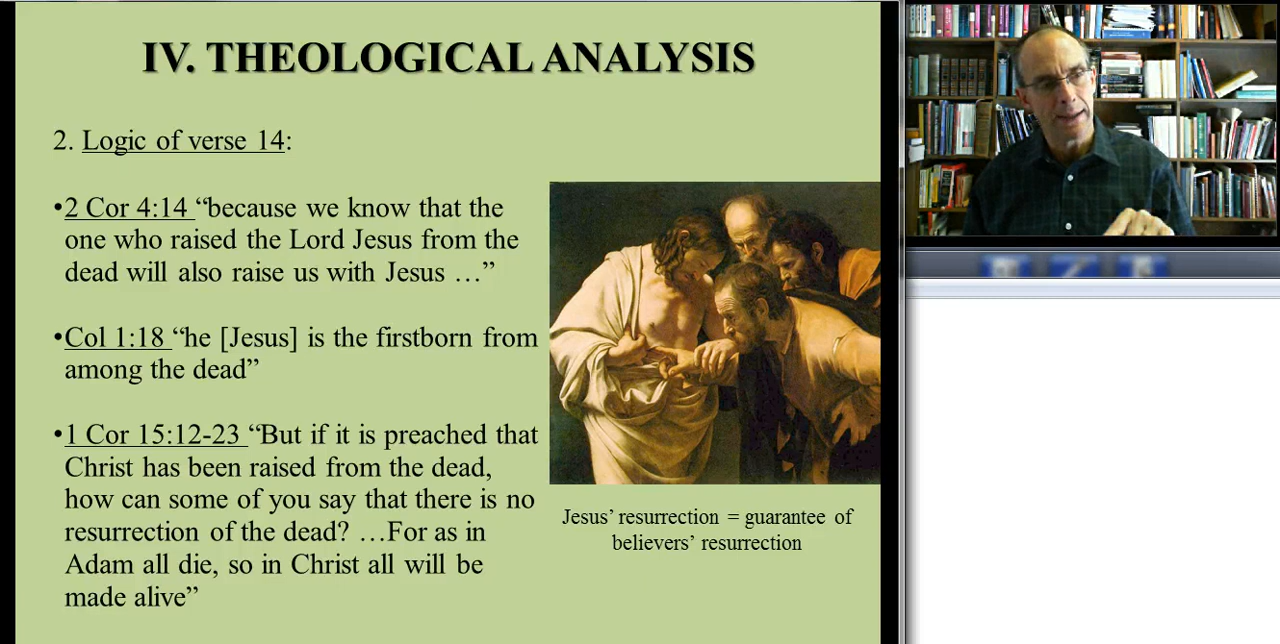 IV. THEOLOGICAL ANALYSIS
2. Logic of verse 14:
•2 Cor 4:14 “because we know that the
one who raised the Lord Jesus from the
dead will also raise us with Jesus …”
•Col 1:18 “he [Jesus] is the firstborn from
among the dead”
•1 Cor 15:12-23 “But if it is preached that
Christ has been raised from the dead,
how can some of you say that there is no
resurrection of the dead? …For as in
Adam all die, so in Christ all will be
made alive”
Jesus’ resurrection = guarantee of
believers’ resurrection